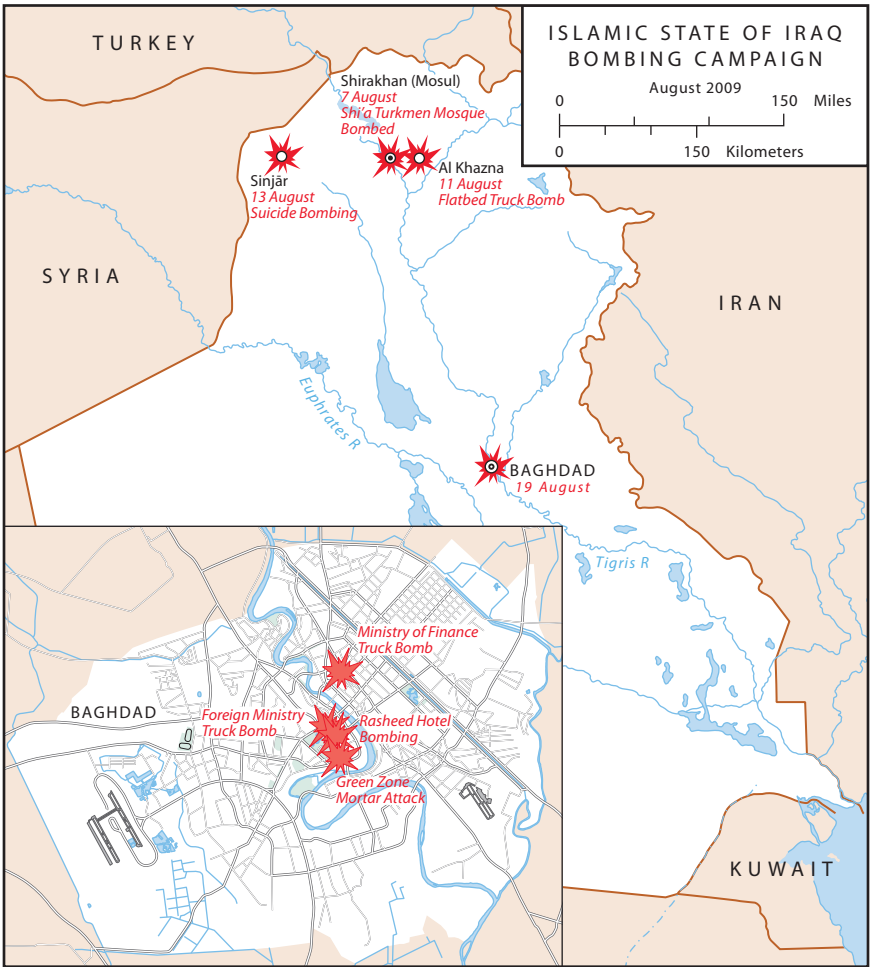 ISLAMIC STATE OF IRAQ
BOMBING CAMPAIGN
August 2009
0 150 Miles
0 150 Kilometers
TURKEY
Shirakhan (Mosul)
7 August
Shi’a Turkmen Mosque
Bombed
Sinjār
13 August
Suicide Bombing
Al Khazna
11 August
Flatbed Truck Bomb
SYRIA
IRAN
Euphrates R
BAGHDAD
19 August
Tigris R
Ministry of Finance
Truck Bomb
BAGHDAD
Foreign Ministry
Truck Bomb
Rasheed Hotel
Bombing
Green Zone
Mortar Attack
KUWAIT